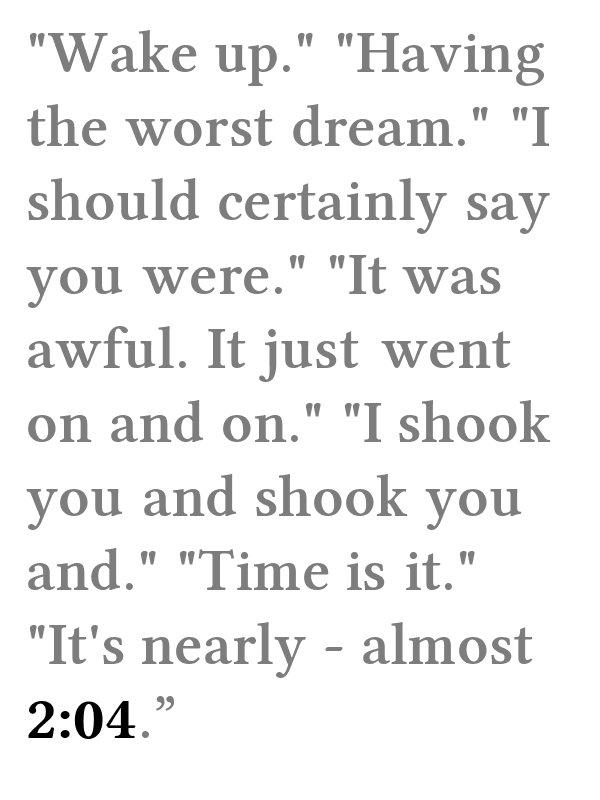 "Wake up." "Having
the worst dream." "I
should certainly say
you were." "It was
awful. It just went
on and on." "I shook
you and shook you
and." "Time is it."
"It's nearly - almost
2:04.”